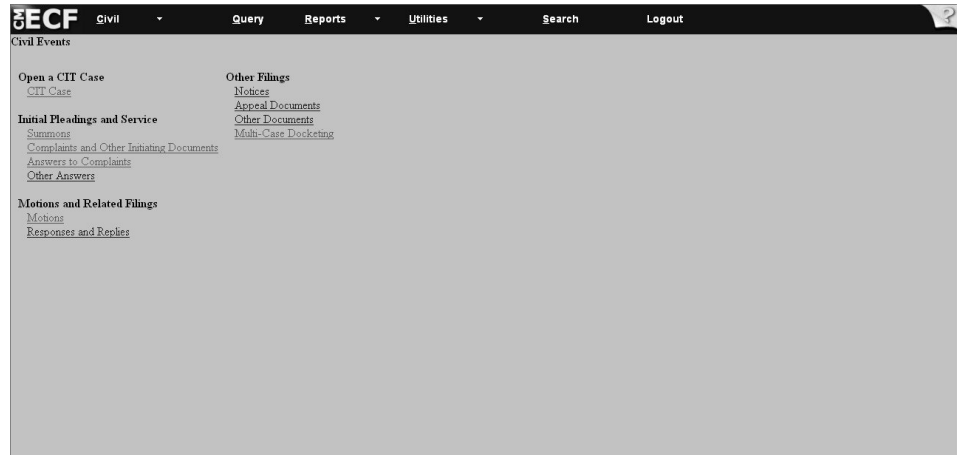 CM ECF Civil Query Reports Utilities Search Logout ?
Civil Events
Open a CIT Case
CIT Case
Initial Pleadings and Service
Summons
Complaints and Other Initiating Documents
Answers to Complaints
Other Answers
Motions and Related Filings
Motions
Responses and Replies
Other Filings
Notices
Appeal Documents
Other Documents
Multi-Case Docketing